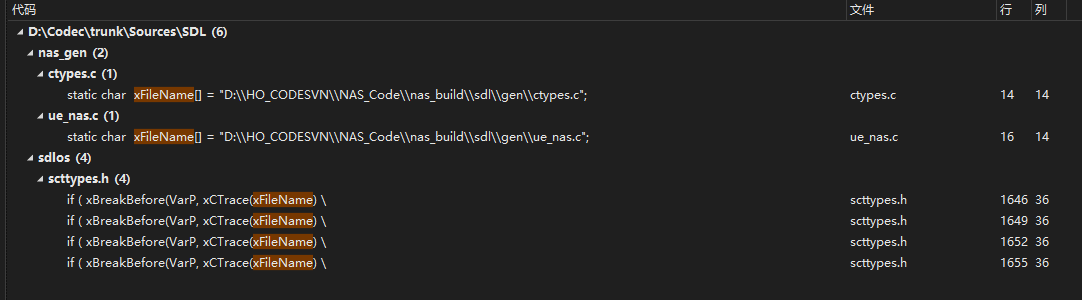 代码 文件 行 列
D:\Codec\trunk\Sources\SDL (6)
nas_gen (2)
ctypes.c (1)
static char xFileName[] = "D:\\HO_CODESVN\\NAS_Code\\nas_build\\sdl\\gen\\ctypes.c"; ctypes.c 14 14
ue_nas.c (1)
static char xFileName[] = "D:\\HO_CODESVN\\NAS_Code\\nas_build\\sdl\\gen\\ue_nas.c"; ue_nas.c 16 14
sdlos (4)
scttypes.h (4)
if ( xBreakBefore(VarP, xCTrace(xFileName) \ scttypes.h 1646 36
if ( xBreakBefore(VarP, xCTrace(xFileName) \ scttypes.h 1649 36
if ( xBreakBefore(VarP, xCTrace(xFileName) \ scttypes.h 1652 36
if ( xBreakBefore(VarP, xCTrace(xFileName) \ scttypes.h 1655 36